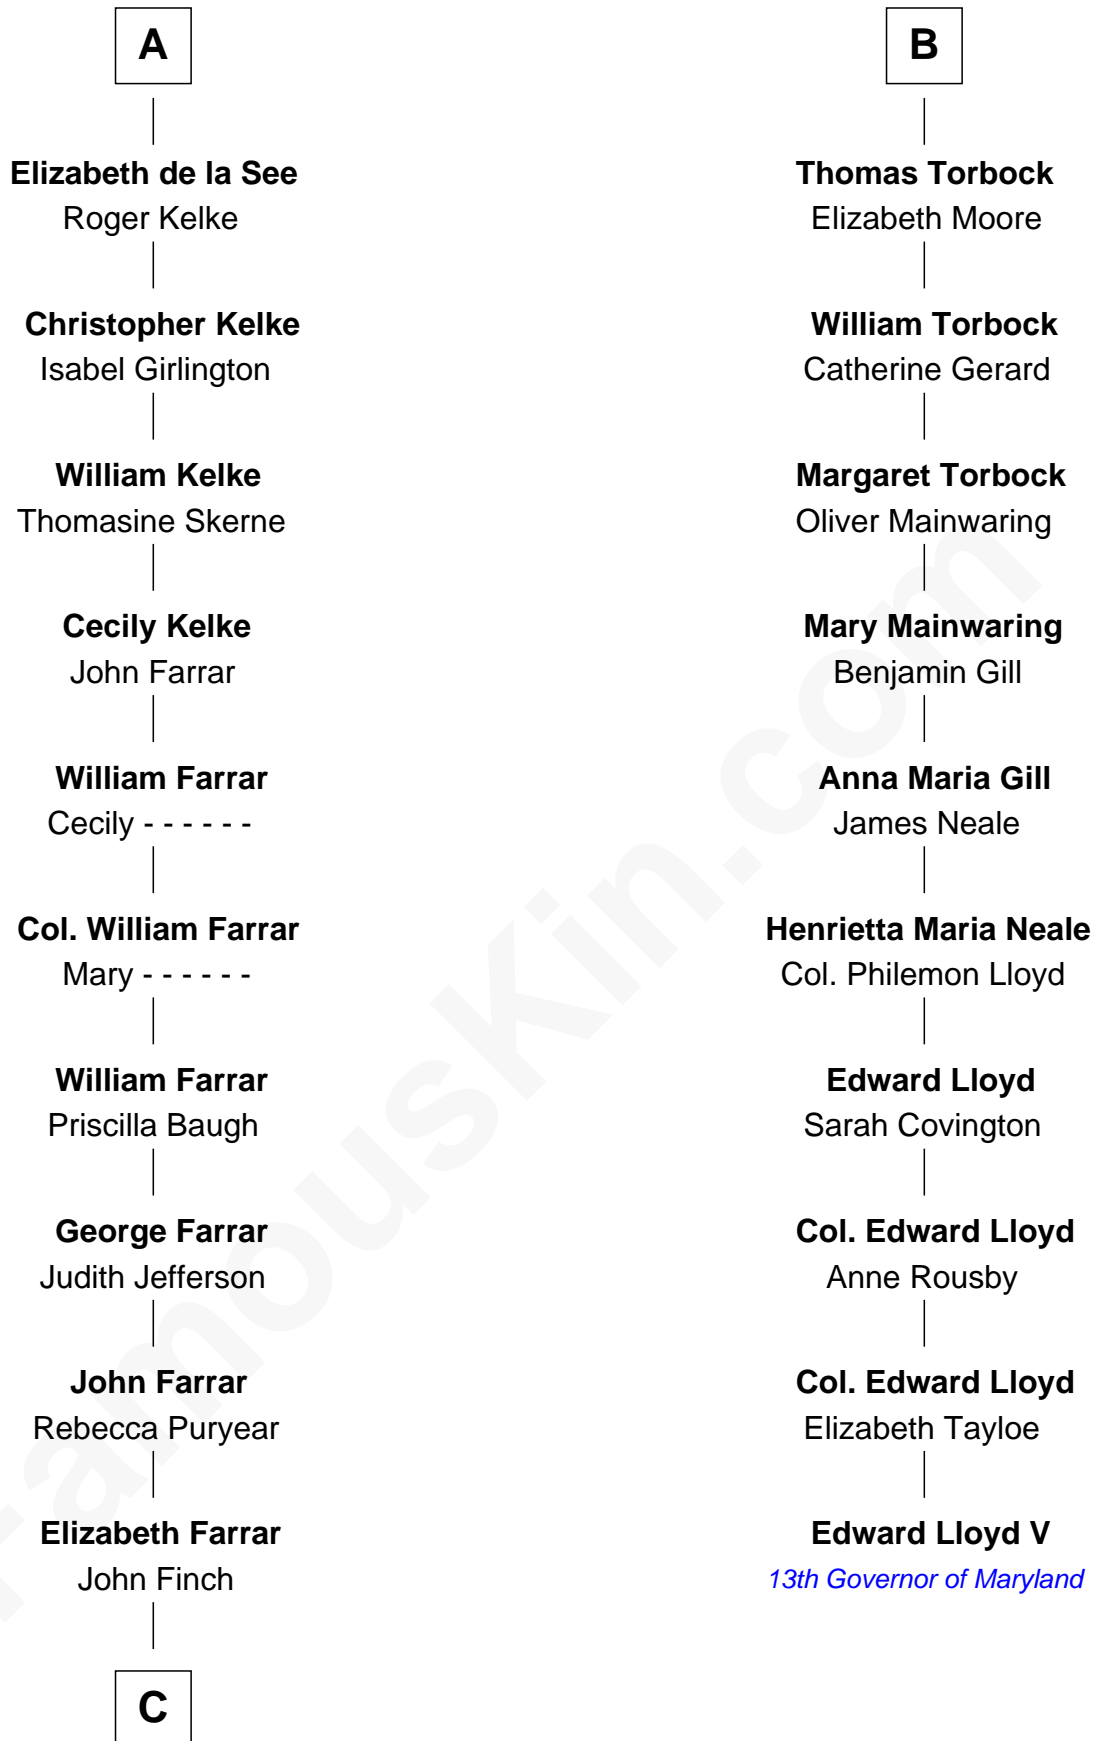 A
Elizabeth de la See
Roger Kelke
Christopher Kelke
Isabel Girlington
William Kelke
Thomasine Skerne
Cecily Kelke
John Farrar
William Farrar
Cecily - - - - - -
Col. William Farrar
Mary - - - - - -
William Farrar
Priscilla Baugh
George Farrar
Judith Jefferson
John Farrar
Rebecca Puryear
Elizabeth Farrar
John Finch
C
B
Thomas Torbock
Elizabeth Moore
William Torbock
Catherine Gerard
Margaret Torbock
Oliver Mainwaring
Mary Mainwaring
Benjamin Gill
Anna Maria Gill
James Neale
Henrietta Maria Neale
Col. Philemon Lloyd
Edward Lloyd
Sarah Covington
Col. Edward Lloyd
Anne Rousby
Col. Edward Lloyd
Elizabeth Tayloe
Edward Lloyd V
13th Governor of Maryland
FamousKin.com